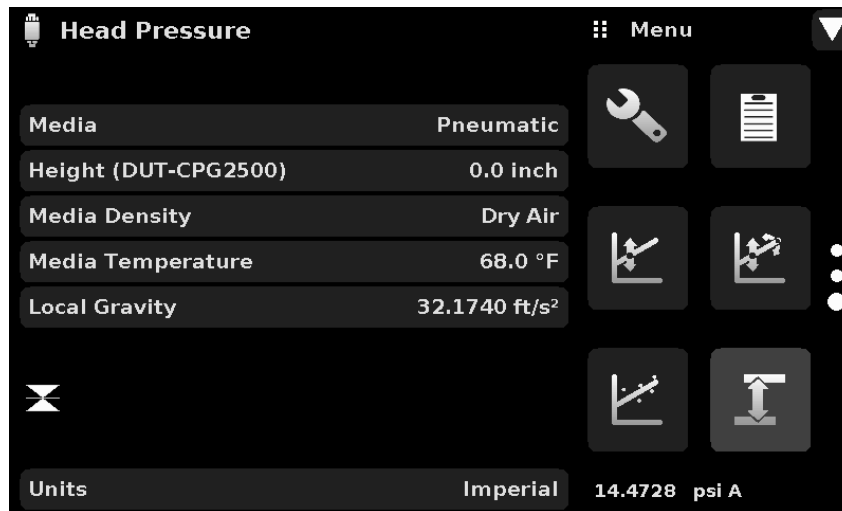 Head Pressure
Menu
Media Pneumatic
Height (DUT-CPG2500) 0.0 inch
Media Density Dry Air
Media Temperature 68.0 °F
Local Gravity 32.1740 ft/s²
Units Imperial
14.4728 psi A